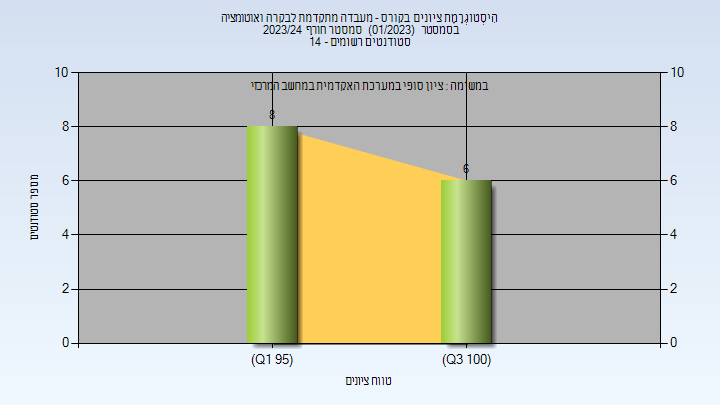 היסטוגרמת ציונים בקורס - מעבדה מתקדמת לבקרה ואוטומציה
בסמסטר (01/2023) סמסטר חורף 2023/24
סטודנטים רשומים - 14
במשימה : ציון סופי במערכת האקדמית במחשב המרכזי
10
8
6
4
2
0
10
8
6
4
2
0
8
6
מספר סטודנטים
(Q1 95)
(Q3 100)
טווח ציונים